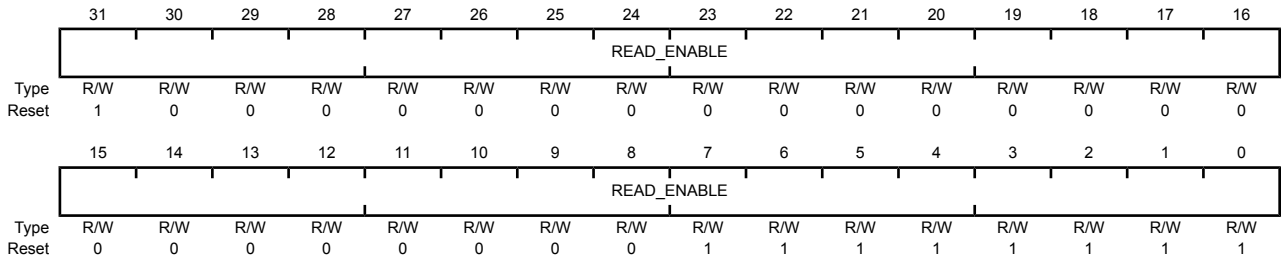 31 30 29 28 27 26 25 24 23 22 21 20 19 18 17 16
READ_ENABLE
Type R/W R/W R/W R/W R/W R/W R/W R/W R/W R/W R/W R/W R/W R/W R/W R/W
Reset 1 0 0 0 0 0 0 0 0 0 0 0 0 0 0 0
15 14 13 12 11 10 9 8 7 6 5 4 3 2 1 0
READ_ENABLE
Type R/W R/W R/W R/W R/W R/W R/W R/W R/W R/W R/W R/W R/W R/W R/W R/W
Reset 0 0 0 0 0 0 0 0 1 1 1 1 1 1 1 1